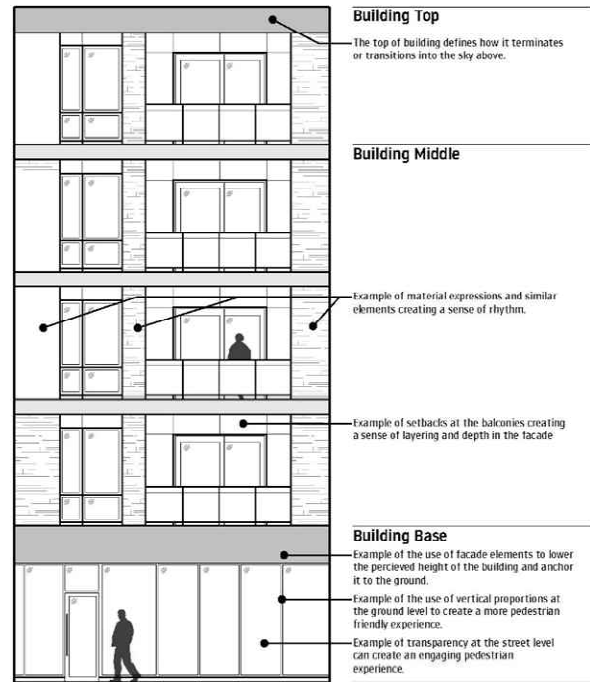 Building Top
The top of building defines how it terminates
or transitions into the sky above.
Building Middle
Example of material expressions and similar
elements creating a sense of rhythm.
Example of setbacks at the balconies creating
a sense of layering and depth in the facade
Building Base
Example of the use of facade elements to lower
the percieved height of the building and anchor
it to the ground.
Example of the use of vertical proportions at
the ground level to create a more pedestrian
friendly experience.
Example of transparency at the street level
can create an engaging pedestrian
experience.